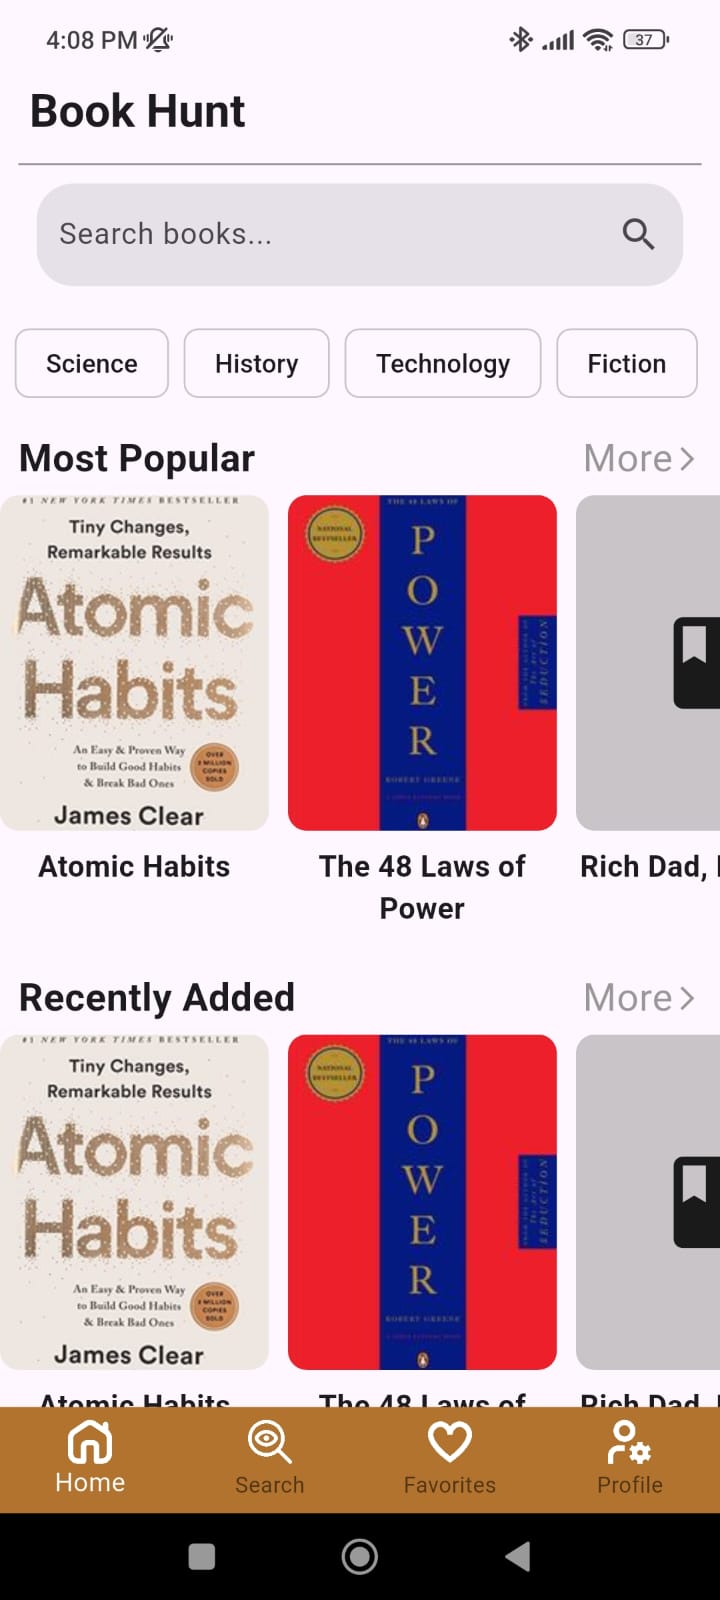 4:08 PM
37
Book Hunt
Search books...
Science
History
Technology
Fiction
Most Popular
More
#1 NEW YORK TIMES BESTSELLER
Tiny Changes,
Remarkable Results
Atomic
Habits
An Easy & Proven Way
to Build Good Habits
& Break Bad Ones
OVER
2 MILLION
COPIES
SOLD
James Clear
THE 48 LAWS OF
NATIONAL
BESTSELLER
P
O
W
E
R
FROM THE AUTHOR OF
The Art of
SEDUCTION
ROBERT GREENE
Atomic Habits
The 48 Laws of
Power
Rich Dad,
Recently Added
More
#1 NEW YORK TIMES BESTSELLER
Tiny Changes,
Remarkable Results
Atomic
Habits
An Easy & Proven Way
to Build Good Habits
& Break Bad Ones
OVER
2 MILLION
COPIES
SOLD
James Clear
THE 48 LAWS OF
NATIONAL
BESTSELLER
P
O
W
E
R
FROM THE AUTHOR OF
The Art of
SEDUCTION
ROBERT GREENE
Atomic Habits
The 48 Laws of
Rich Dad,
Home
Search
Favorites
Profile